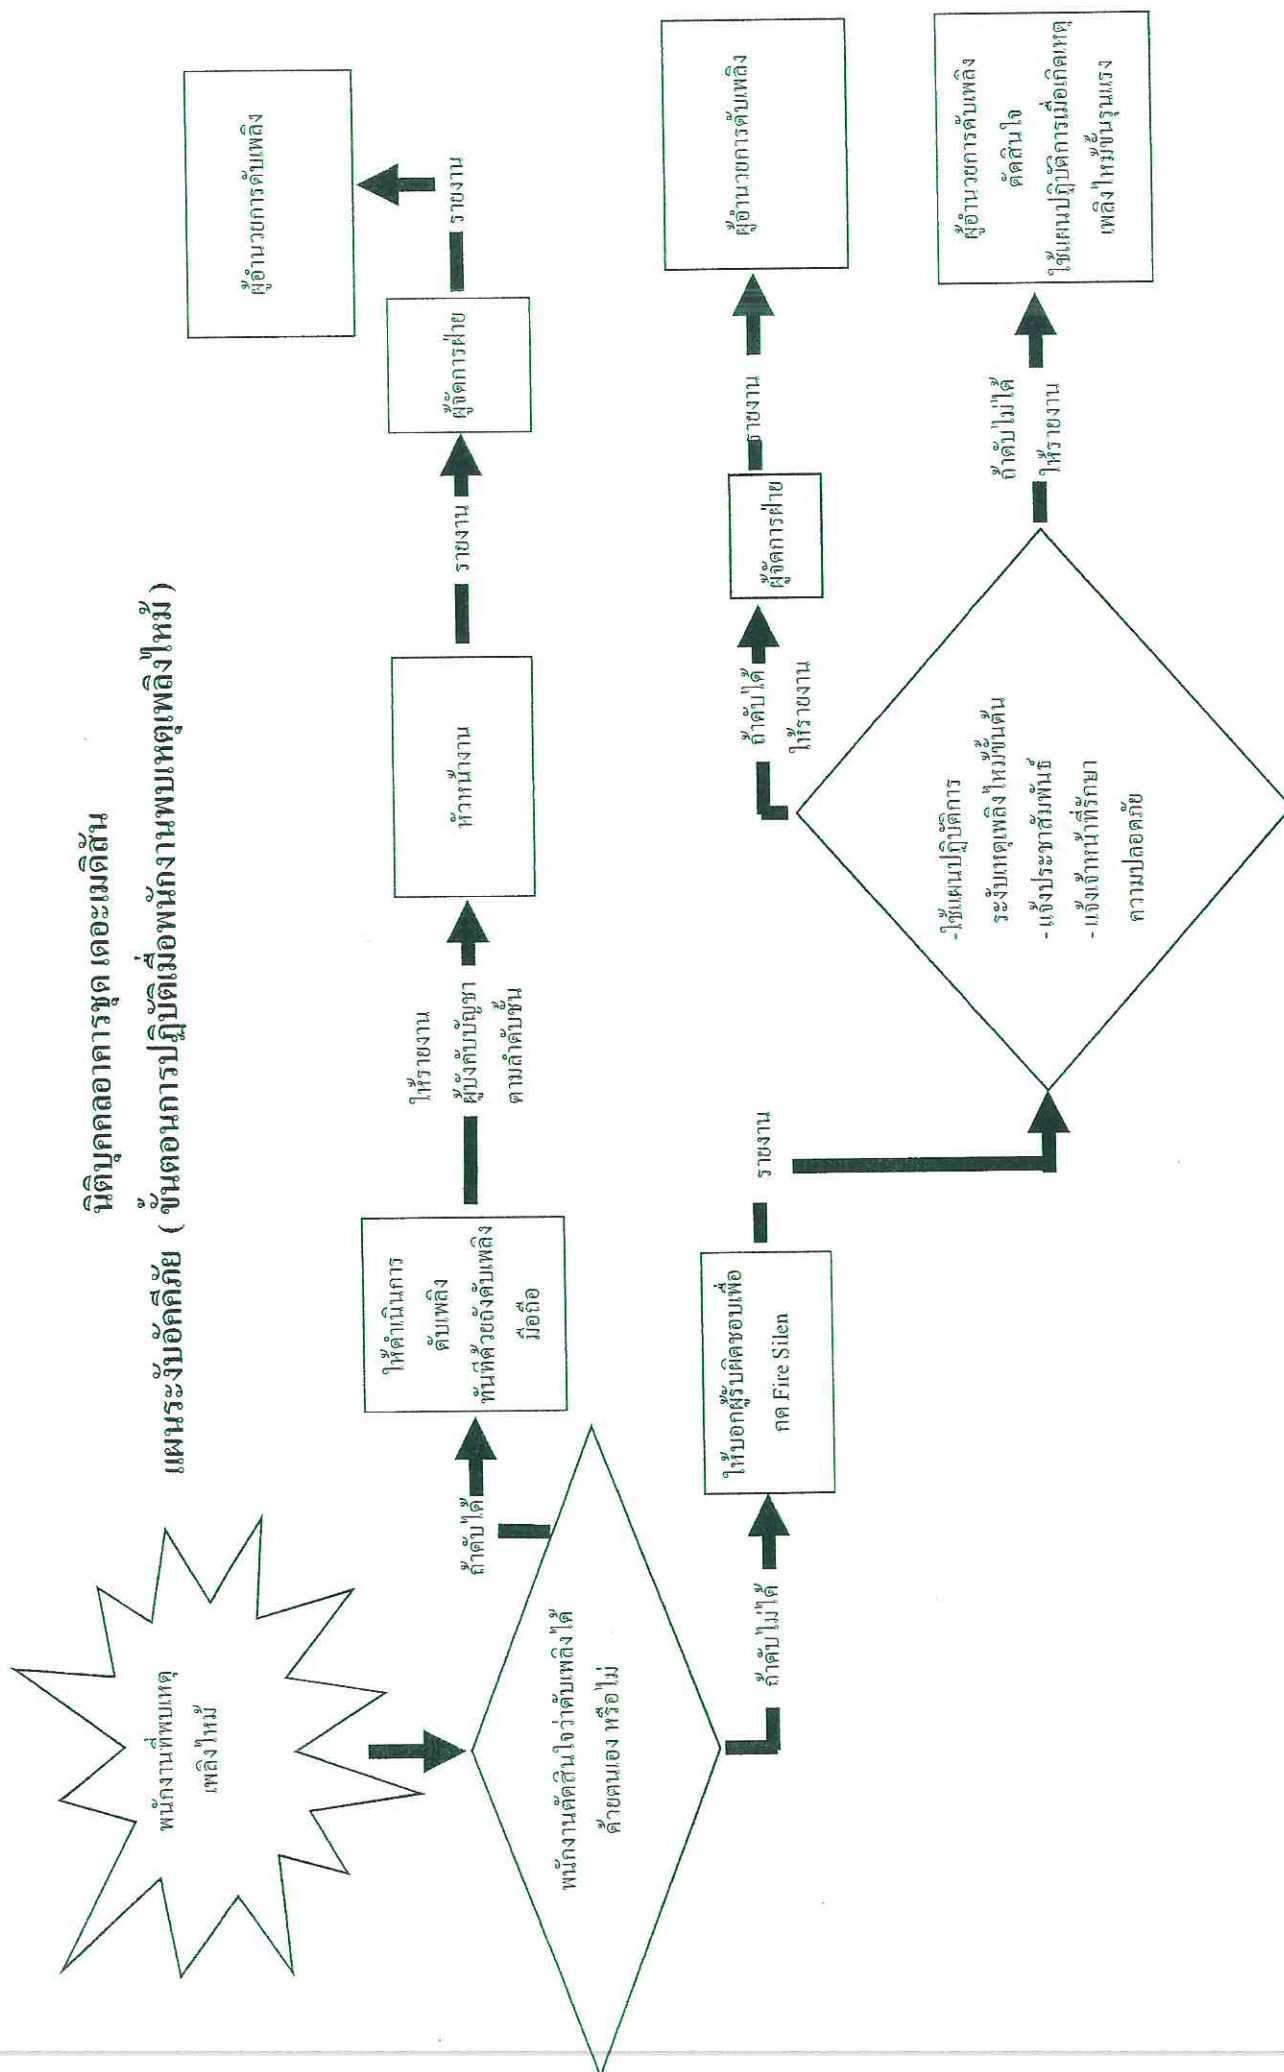 นิติบุคคลอาคารชุด เดอะเมดิสัน
แผนระงับอัคคีภัย ( ขั้นตอนการปฏิบัติเมื่อพนักงานพบเหตุเพลิงไหม้ )
พนักงานที่พบเหตุ
เพลิงไหม้
พนักงานตัดสินใจว่าดับเพลิงได้
ด้วยตนเอง หรือไม่
ถ้าดับได้
ให้ดำเนินการ
ดับเพลิง
ทันทีด้วยถังดับเพลิง
มือถือ
ให้รายงาน
ผู้บังคับบัญชา
ตามลำดับชั้น
หัวหน้างาน
รายงาน
ผู้จัดการฝ่าย
รายงาน
ผู้อำนวยการดับเพลิง
ถ้าดับไม่ได้
ให้บอกผู้รับผิดชอบเพื่อ
กด Fire Silen
รายงาน
-ใช้แผนปฏิบัติการ
ระงับเหตุเพลิงไหม้ขั้นต้น
- แจ้งประชาสัมพันธ์
- แจ้งเจ้าหน้าที่รักษา
ความปลอดภัย
ถ้าดับได้
ให้รายงาน
ผู้จัดการฝ่าย
รายงาน
ผู้อำนวยการดับเพลิง
ถ้าดับไม่ได้
ให้รายงาน
ผู้อำนวยการดับเพลิง
ตัดสินใจ
ใช้แผนปฏิบัติการเมื่อเกิดเหตุ
เพลิงไหม้ขั้นรุนแรง